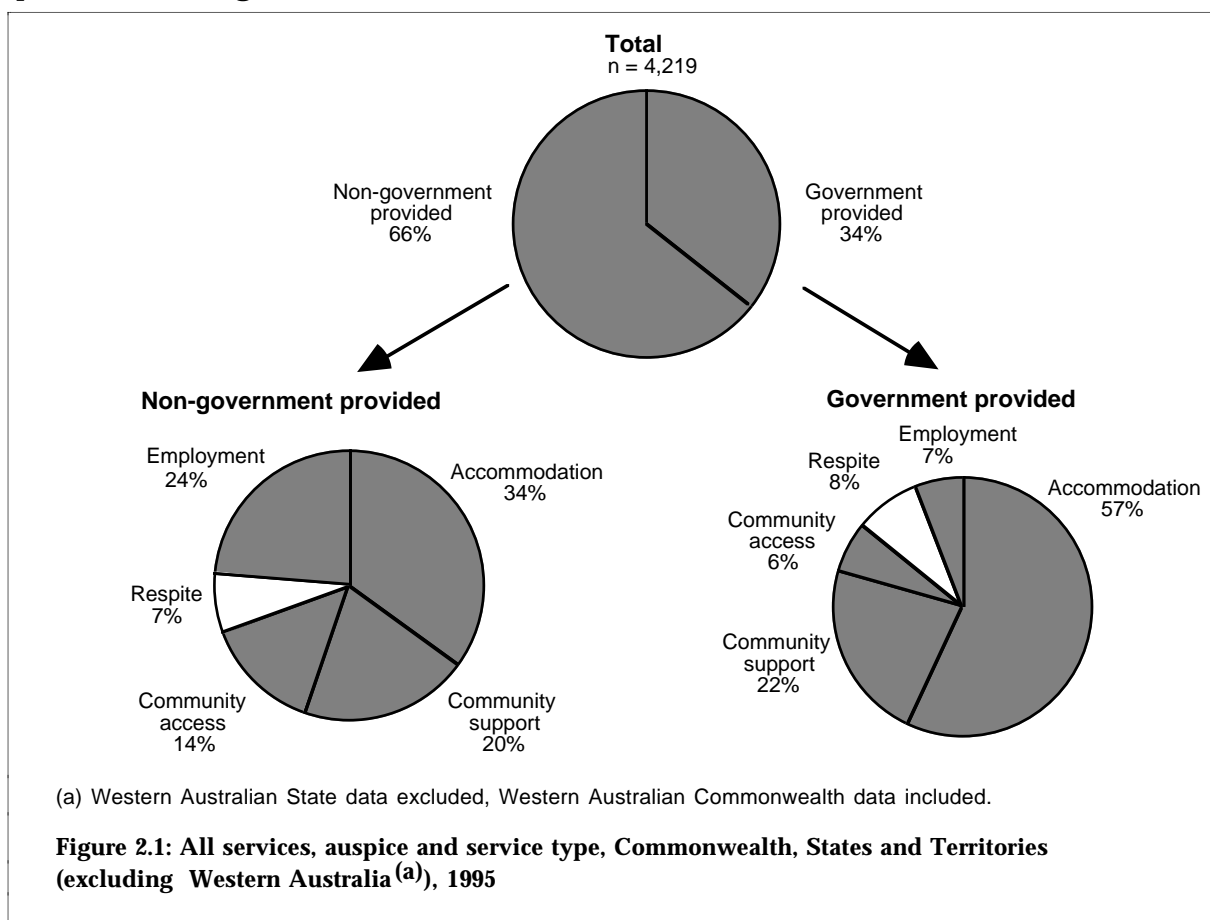 Total
n = 4,219
Non-government
provided
66%
Government
provided
34%
Non-government provided
Employment
24%
Accommodation
34%
Respite
7%
Community
access
14%
Community
support
20%
Government provided
Employment
7%
Respite
8%
Accommodation
57%
Community
access
6%
Community
support
22%
(a) Western Australian State data excluded, Western Australian Commonwealth data included.
Figure 2.1: All services, auspice and service type, Commonwealth, States and Territories
(excluding Western Australia(a)), 1995